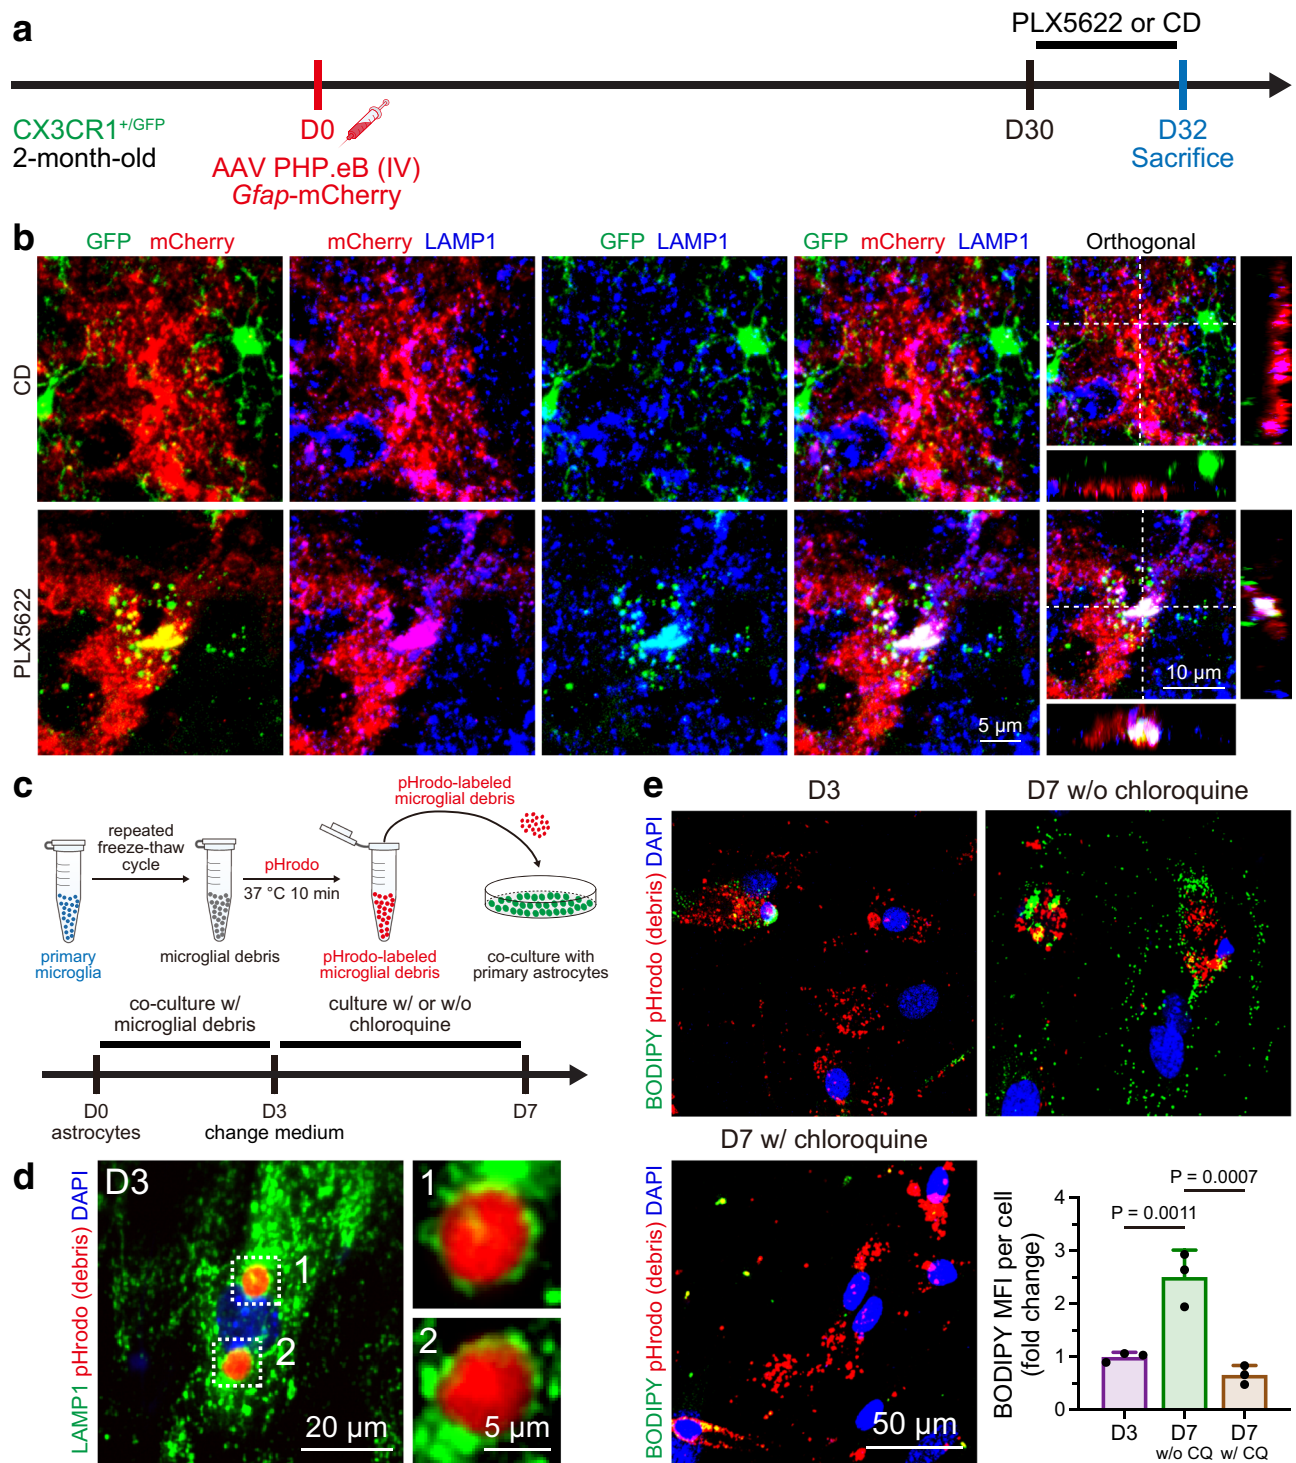 a
PLX5622 or CD
CX3CR1+/GFP
2-month-old
D0
AAV PHP.eB (IV)
Gfap-mCherry
D30
D32
Sacrifice
b
GFP mCherry
mCherry LAMP1
GFP LAMP1
GFP mCherry LAMP1
Orthogonal
CD
PLX5622
5 µm
10 µm
c
repeated
freeze-thaw
cycle
pHrodo
37 °C 10 min
pHrodo-labeled
microglial debris
primary
microglia
microglial debris
pHrodo-labeled
microglial debris
co-culture with
primary astrocytes
co-culture w/
microglial debris
culture w/ or w/o
chloroquine
D0
astrocytes
D3
change medium
D7
d
LAMP1 pHrodo (debris) DAPI
D3
1
2
20 µm
1
2
5 µm
e
D3
D7 w/o chloroquine
BODIPY pHrodo (debris) DAPI
D7 w/ chloroquine
BODIPY pHrodo (debris) DAPI
50 µm
BODIPY MFI per cell
(fold change)
4
3
2
1
0
P = 0.0011
P = 0.0007
D3
D7
w/o CQ
D7
w/ CQ